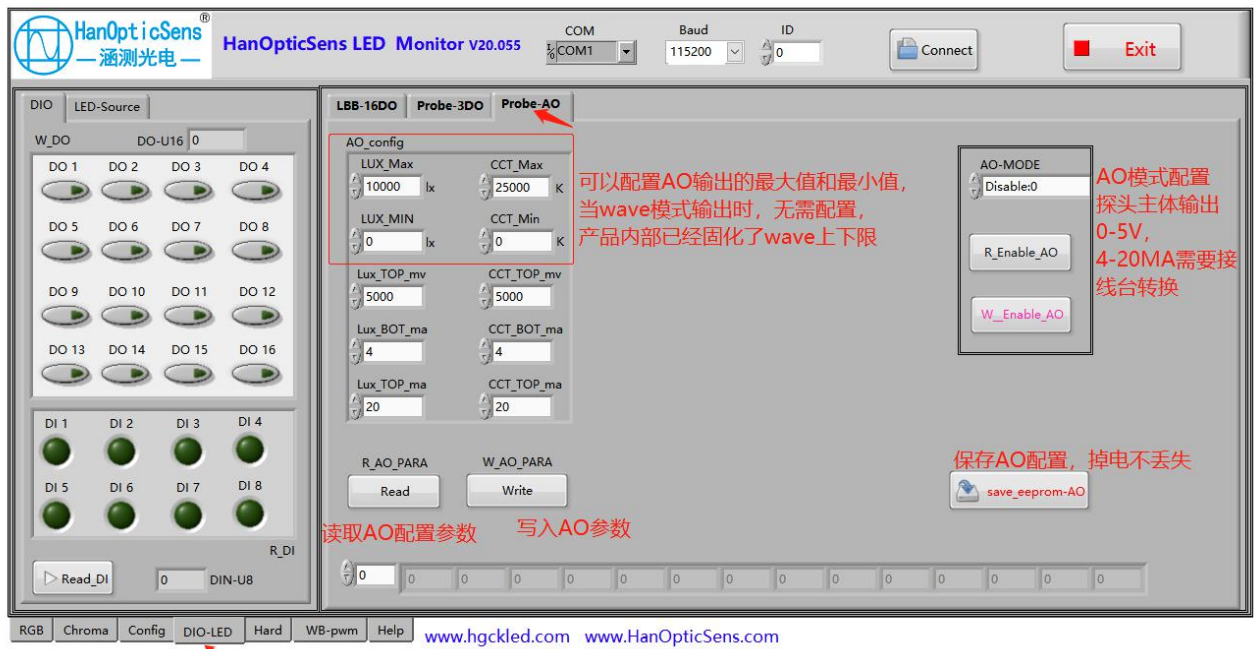 HanOpticSens®
—涵测光电—
HanOpticSens LED Monitor V20.055
COM
COM1
Baud
115200
ID
0
Connect
Exit
DIO LED-Source
W_DO DO-U16 0
DO 1 DO 2 DO 3 DO 4
DO 5 DO 6 DO 7 DO 8
DO 9 DO 10 DO 11 DO 12
DO 13 DO 14 DO 15 DO 16
DI 1 DI 2 DI 3 DI 4
DI 5 DI 6 DI 7 DI 8
R_DI
Read_DI 0 DIN-U8
LBB-16DO Probe-3DO Probe-AO
AO_config
LUX_Max CCT_Max
10000 lx 25000 K
LUX_MIN CCT_Min
0 lx 0 K
Lux_TOP_mv CCT_TOP_mv
5000 5000
Lux_BOT_ma CCT_BOT_ma
4 4
Lux_TOP_ma CCT_TOP_ma
20 20
可以配置AO输出的最大值和最小值，
当wave模式输出时，无需配置，
产品内部已经固化了wave上下限
AO-MODE
Disable:0
R_Enable_AO
W__Enable_AO
AO模式配置
探头主体输出
0-5V，
4-20MA需要接
线台转换
R_AO_PARA W_AO_PARA
Read Write
读取AO配置参数 写入AO参数
保存AO配置，掉电不丢失
save_eeprom-AO
0 0 0 0 0 0 0 0 0 0 0 0 0 0 0
RGB Chroma Config DIO-LED Hard WB-pwm Help
www.hgckled.com www.HanOpticSens.com